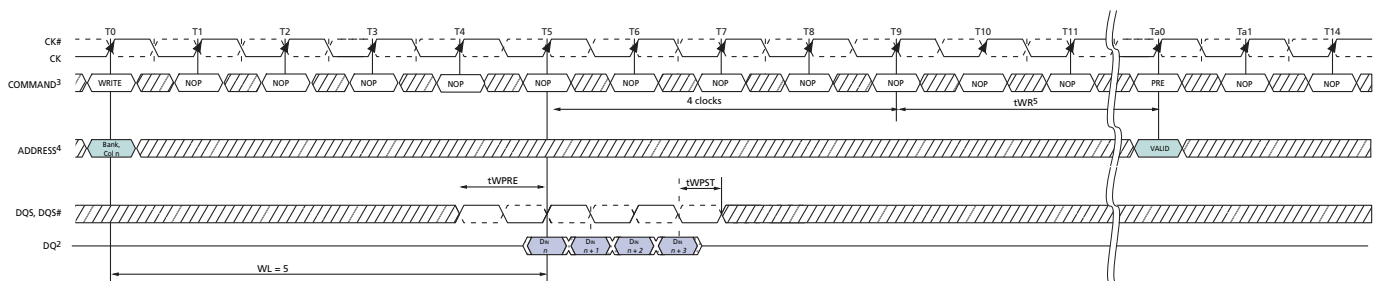 T0 T1 T2 T3 T4 T5 T6 T7 T8 T9 T10 T11 Ta0 Ta1 T14
CK#
CK
COMMAND3 WRITE NOP NOP NOP NOP NOP NOP NOP NOP NOP NOP NOP PRE NOP NOP
4 clocks tWR5
ADDRESS4 Bank, Col n VALID
tWPRE tWPST
DQS, DQS#
DQ2 DIN n DIN n + 1 DIN n + 2 DIN n + 3
WL = 5